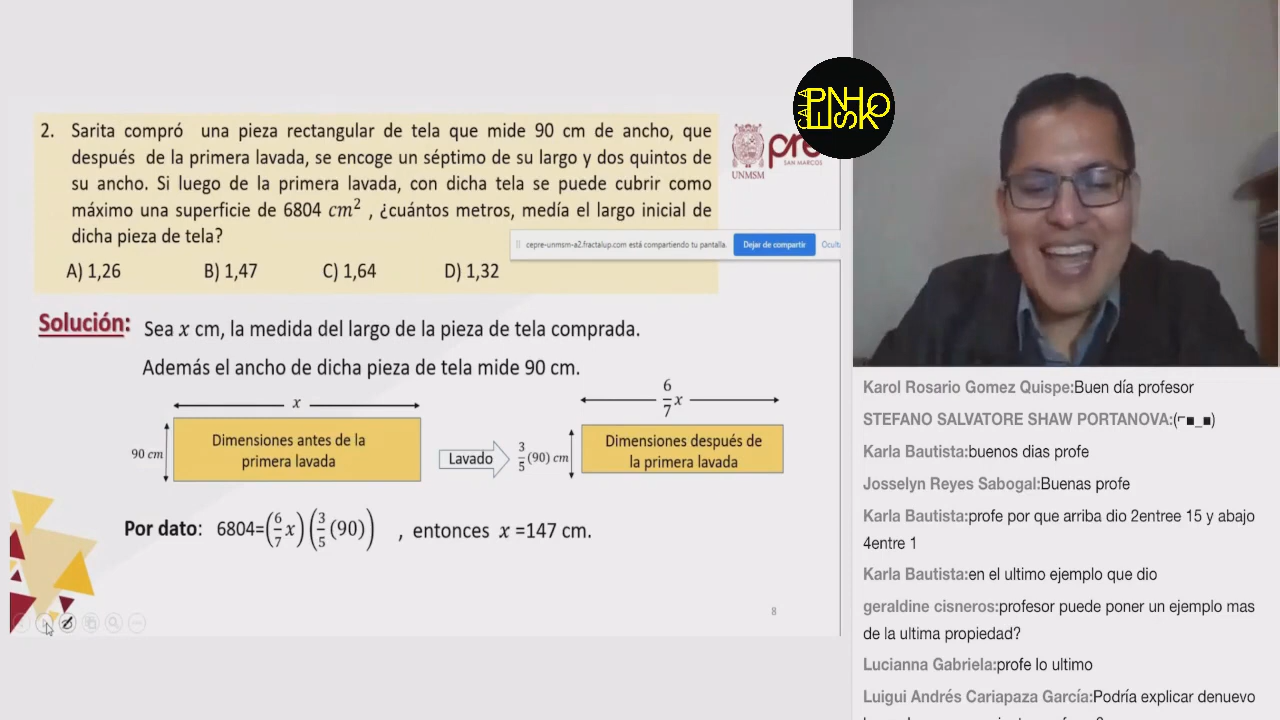 2. Sarita compró una pieza rectangular de tela que mide 90 cm de ancho, que
después de la primera lavada, se encoge un séptimo de su largo y dos quintos de
su ancho. Si luego de la primera lavada, con dicha tela se puede cubrir como
máximo una superficie de 6804 cm² , ¿cuántos metros, medía el largo inicial de
dicha pieza de tela?
A) 1,26 B) 1,47 C) 1,64 D) 1,32
UNMSM
pre
SAN MARCOS
CALA
PENHSKO
cepre-unmsm-a2.fractalup.com está compartiendo tu pantalla. Dejar de compartir
Solución: Sea x cm, la medida del largo de la pieza de tela comprada.
Además el ancho de dicha pieza de tela mide 90 cm.
x
90 cm
Dimensiones antes de la
primera lavada
Lavado
6/7 x
3/5 (90) cm
Dimensiones después de
la primera lavada
Por dato: 6804=(6/7 x)(3/5 (90)) , entonces x =147 cm.
8
Karol Rosario Gomez Quispe:Buen día profesor
STEFANO SALVATORE SHAW PORTANOVA:(⌐■_■)
Karla Bautista:buenos dias profe
Josselyn Reyes Sabogal:Buenas profe
Karla Bautista:profe por que arriba dio 2entree 15 y abajo
4entre 1
Karla Bautista:en el ultimo ejemplo que dio
geraldine cisneros:profesor puede poner un ejemplo mas
de la ultima propiedad?
Lucianna Gabriela:profe lo ultimo
Luigui Andrés Cariapaza García:Podría explicar denuevo